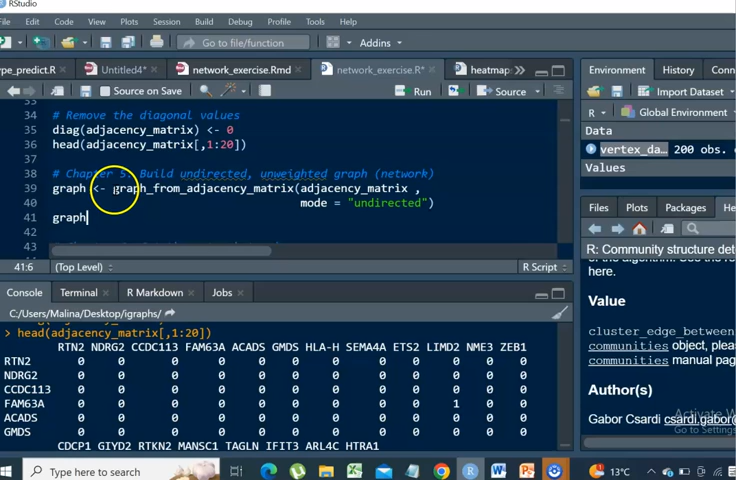 RStudio
File Edit View Plots Session Build Debug Profile Tools Help
Go to file/function
Addins
ype_predict.R
Untitled4*
network_exercise.Rmd
network_exercise.R*
heatmap
Source on Save
Run
Source
33
34 # Remove the diagonal values
35 diag(adjacency_matrix) <- 0
36 head(adjacency_matrix[,1:20])
37
38 # Chapter 5. Build undirected, unweighted graph (network)
39 graph <- graph_from_adjacency_matrix(adjacency_matrix ,
40 mode = "undirected")
41 graph
42
43
41:6 (Top Level) R Script
Console Terminal R Markdown Jobs
C:/Users/Malina/Desktop/igraphs/
> head(adjacency_matrix[,1:20])
RTN2 NDRG2 CCDC113 FAM63A ACADS GMDS HLA-H SEMA4A ETS2 LIMD2 NME3 ZEB1
RTN2 0 0 0 0 0 0 0 0 0 0 0 0
NDRG2 0 0 0 0 0 0 0 0 0 0 0 0
CCDC113 0 0 0 0 0 0 0 0 0 0 0 0
FAM63A 0 0 0 0 0 0 0 0 0 1 0 0
ACADS 0 0 0 0 0 0 0 0 0 0 0 0
GMDS 0 0 0 0 0 0 0 0 0 0 0 0
CDCP1 GIYD2 RTKN2 MANSC1 TAGLN IFIT3 ARL4C HTRA1
Environment History Conn
Import Dataset
R Global Environment
Data
vertex_da... 200 obs.
Values
Files Plots Packages He
R: Community structure det
here.
Value
cluster_edge_between
communities object, plea
communities manual pag
Author(s)
Gabor Csardi csardi.gabor@
Activate W
Go to Settings
Type here to search
13°C